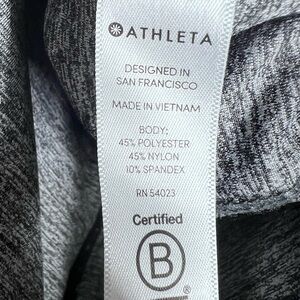 ATHLETA
DESIGNED IN
SAN FRANCISCO
MADE IN VIETNAM
BODY:
45% POLYESTER
45% NYLON
10% SPANDEX
RN 54023
Certified
B
®